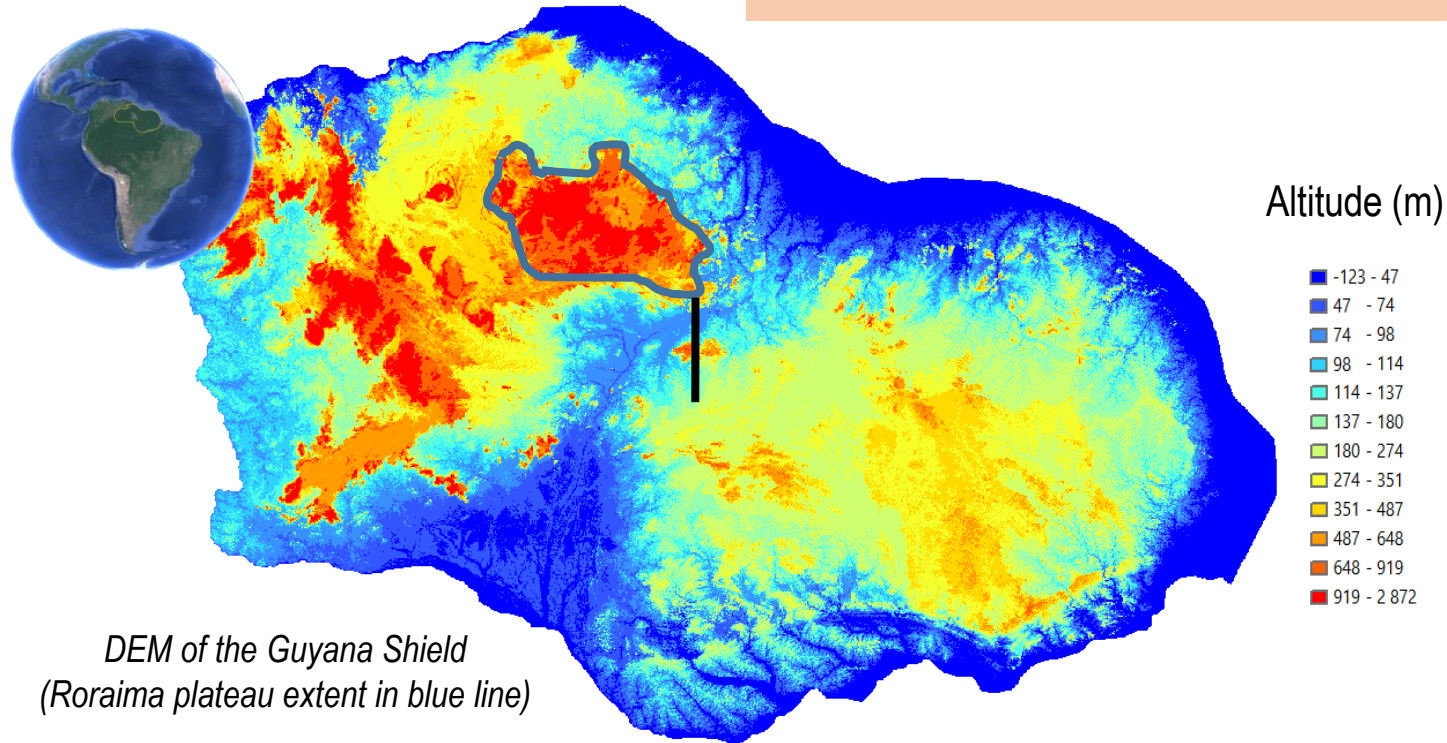 Altitude (m)
-123 - 47
47 - 74
74 - 98
98 - 114
114 - 137
137 - 180
180 - 274
274 - 351
351 - 487
487 - 648
648 - 919
919 - 2 872
DEM of the Guyana Shield
(Roraima plateau extent in blue line)